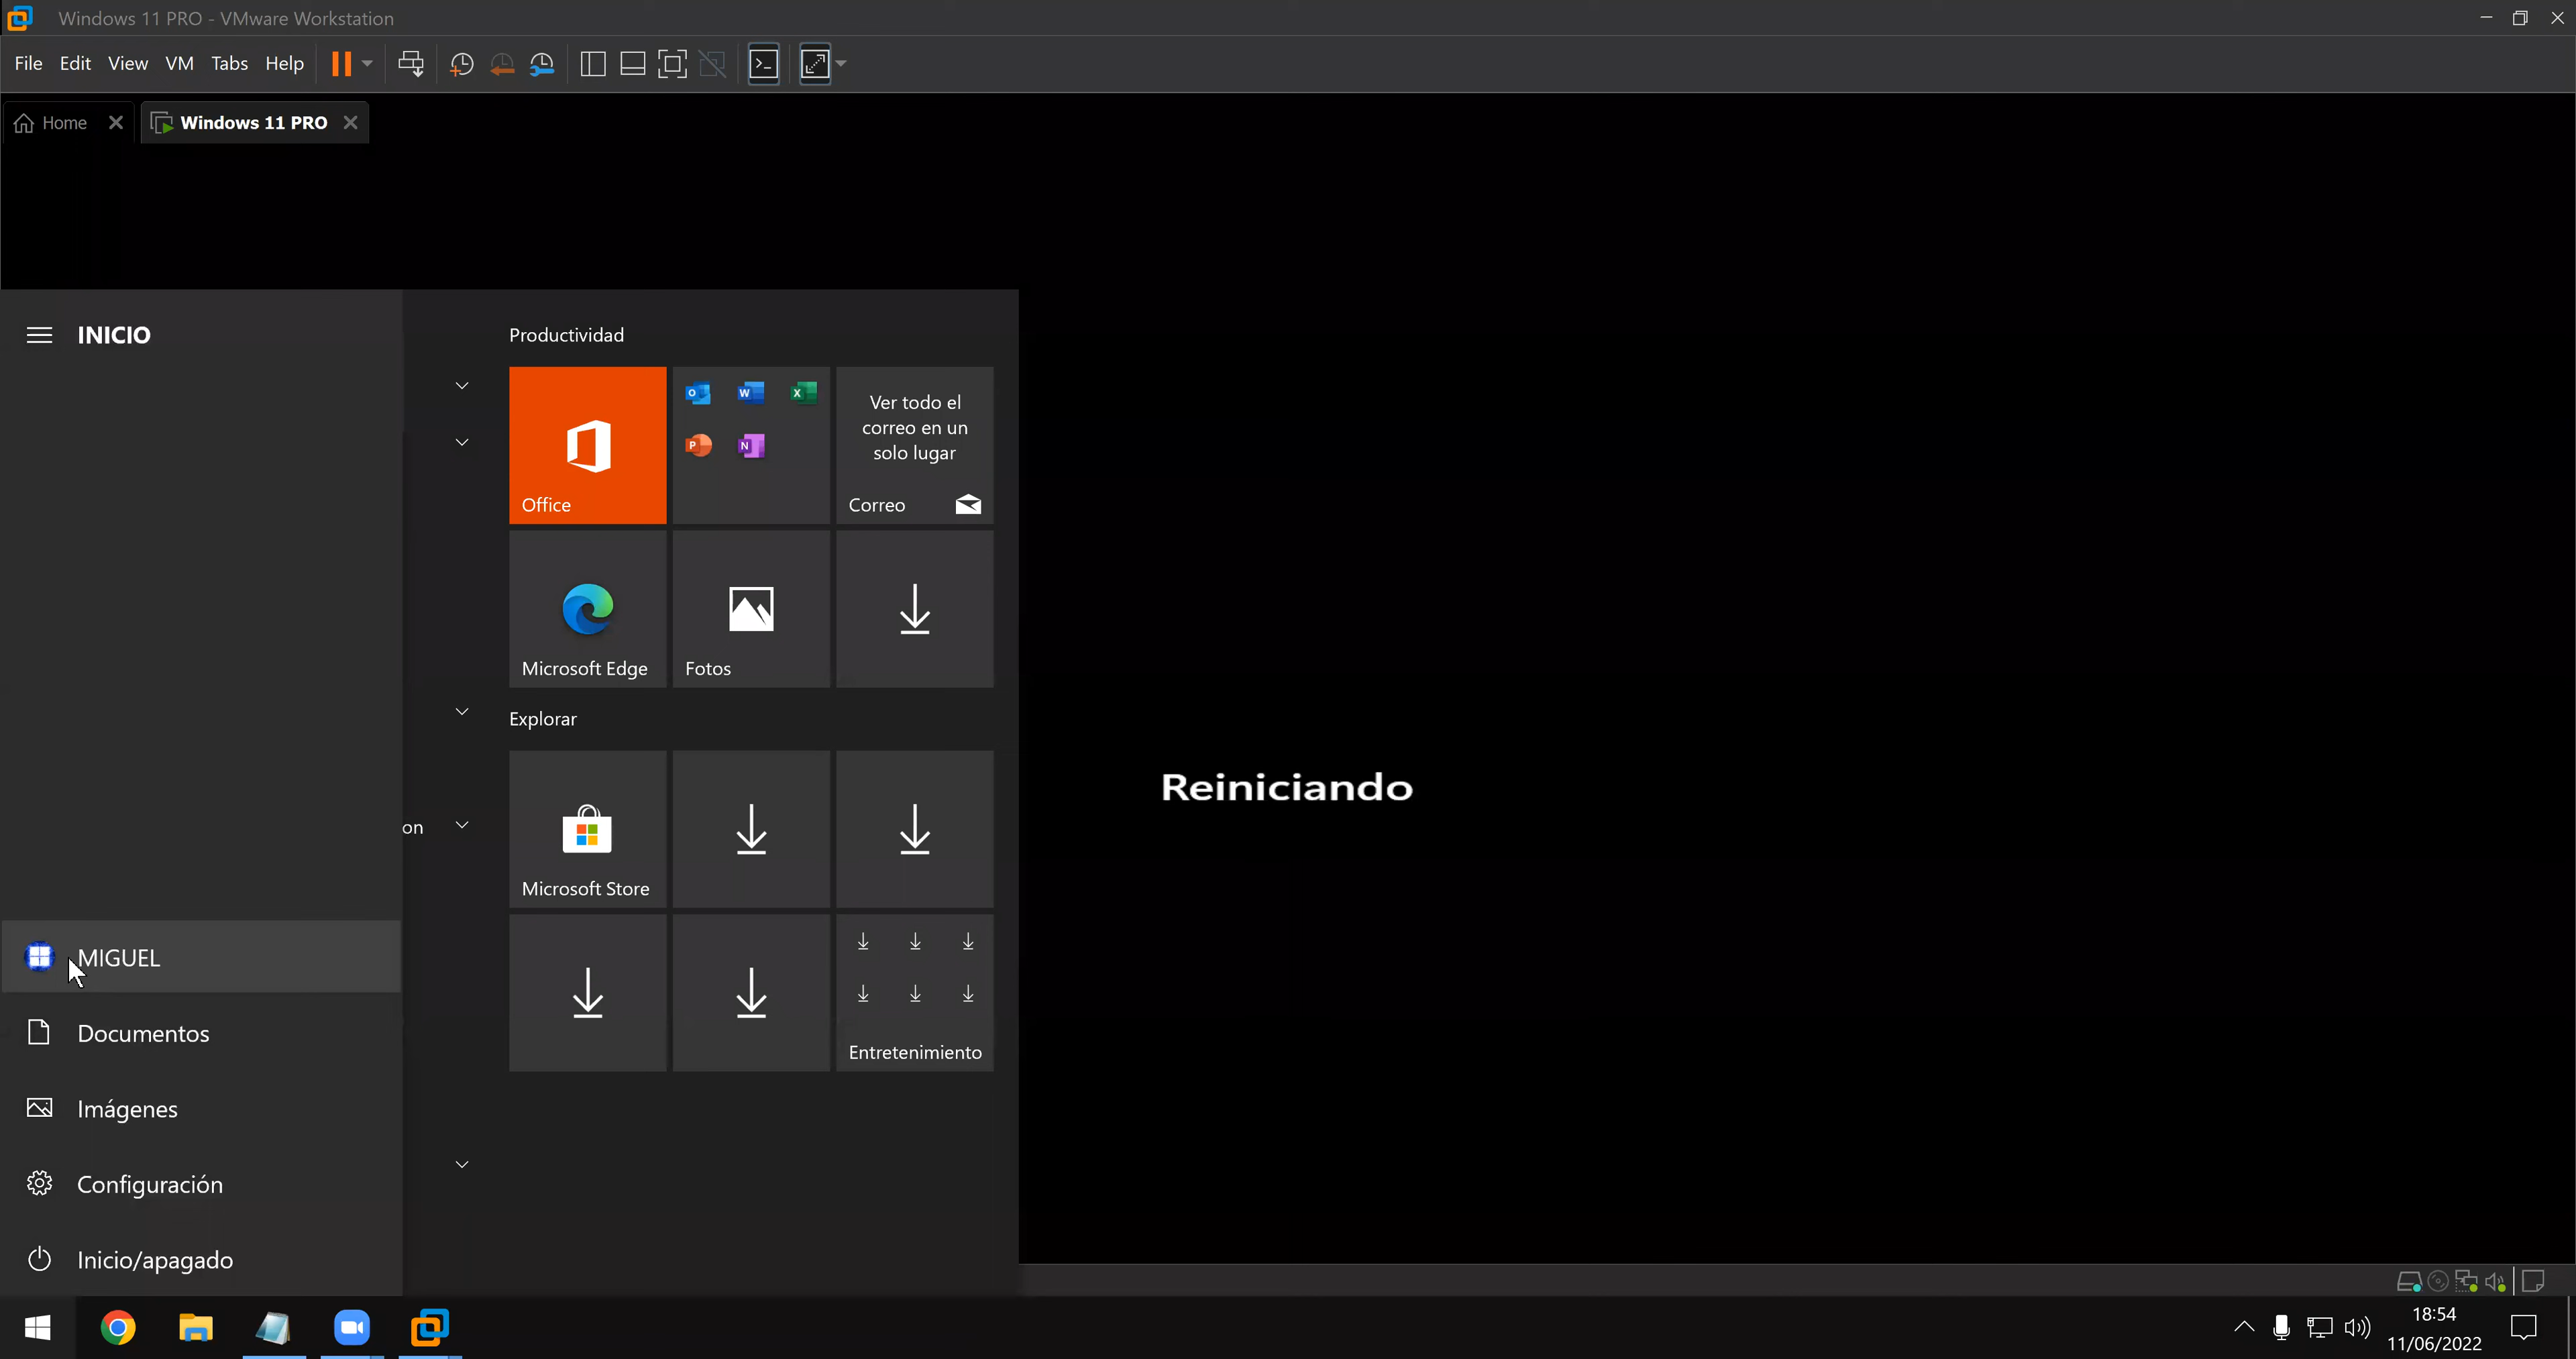 Windows 11 PRO - VMware Workstation
File Edit View VM Tabs Help
Home
Windows 11 PRO
INICIO
Productividad
Office
O
W
X
P
N
Ver todo el
correo en un
solo lugar
Correo
Microsoft Edge
Fotos
Explorar
on
Microsoft Store
Entretenimiento
Reiniciando
MIGUEL
Documentos
Imágenes
Configuración
Inicio/apagado
18:54
11/06/2022